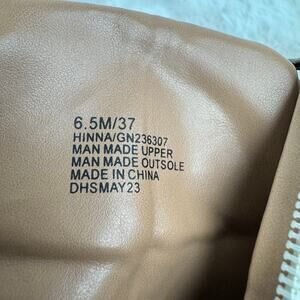 6.5M/37
HINNA/GN236307
MAN MADE UPPER
MAN MADE OUTSOLE
MADE IN CHINA
DHSMAY23